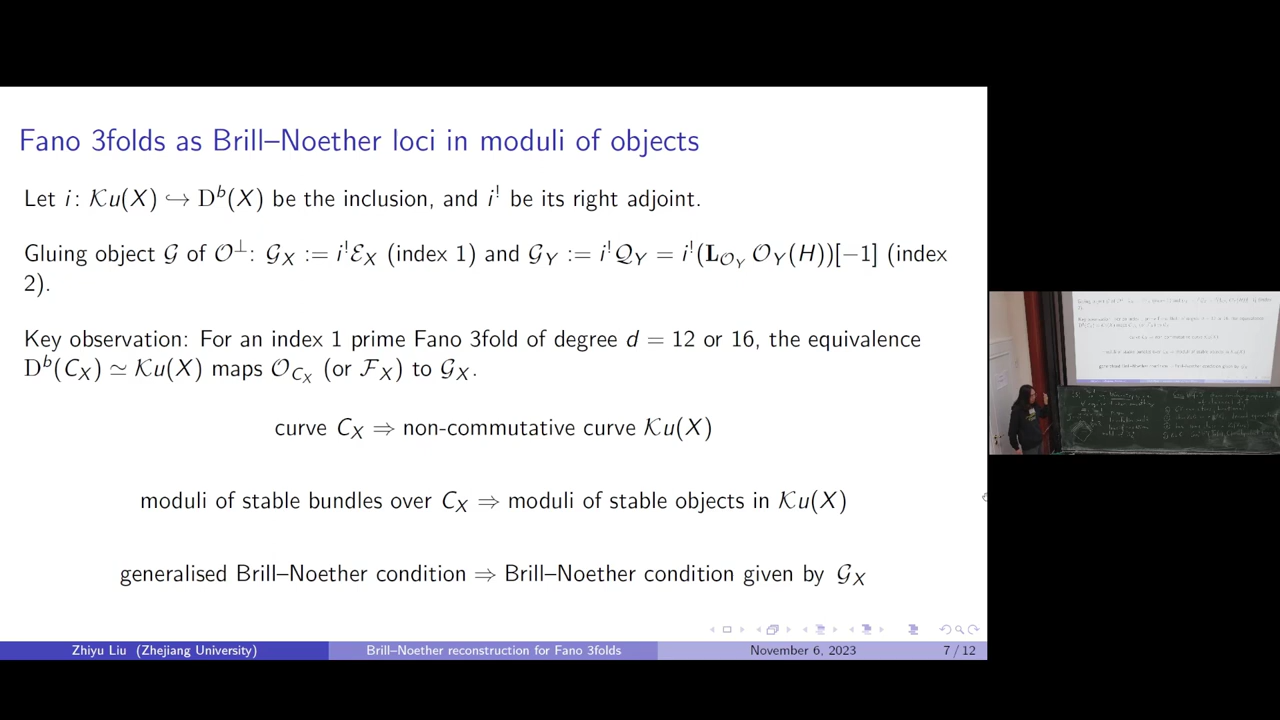 Fano 3folds as Brill–Noether loci in moduli of objects
Let i: Ku(X) ↪ D^b(X) be the inclusion, and i^! be its right adjoint.
Gluing object G of O^⊥: G_X := i^!E_X (index 1) and G_Y := i^!Q_Y = i^!(L_{O_Y} O_Y(H))[−1] (index
2).
Key observation: For an index 1 prime Fano 3fold of degree d = 12 or 16, the equivalence
D^b(C_X) ≃ Ku(X) maps O_{C_X} (or F_X) to G_X.
curve C_X ⇒ non-commutative curve Ku(X)
moduli of stable bundles over C_X ⇒ moduli of stable objects in Ku(X)
generalised Brill–Noether condition ⇒ Brill–Noether condition given by G_X
Zhiyu Liu (Zhejiang University)
Brill–Noether reconstruction for Fano 3folds
November 6, 2023
7 / 12